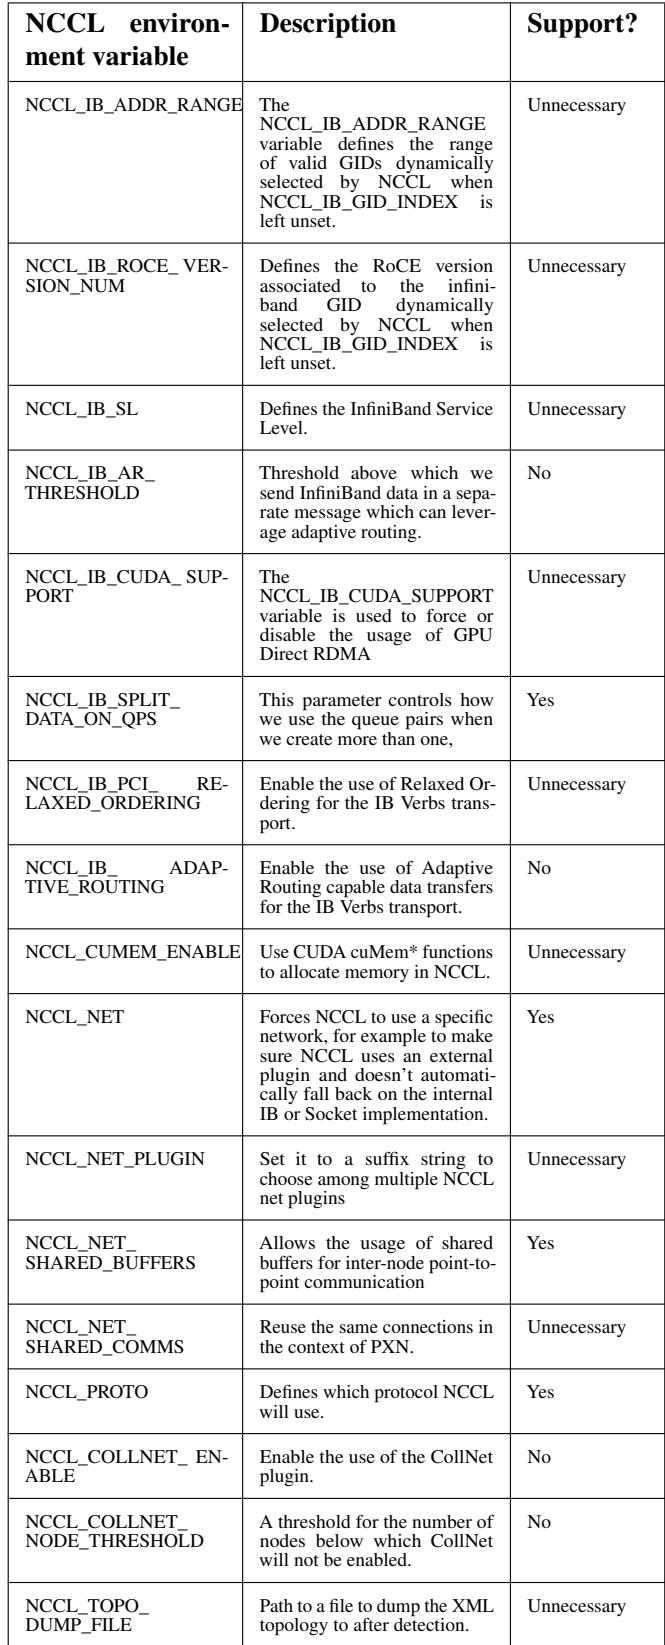 NCCL environ-
ment variable
Description
Support?
NCCL_IB_ADDR_RANGE
The
NCCL_IB_ADDR_RANGE
variable defines the range
of valid GIDs dynamically
selected by NCCL when
NCCL_IB_GID_INDEX is
left unset.
Unnecessary
NCCL_IB_ROCE_ VER-
SION_NUM
Defines the RoCE version
associated to the infini-
band GID dynamically
selected by NCCL when
NCCL_IB_GID_INDEX is
left unset.
Unnecessary
NCCL_IB_SL
Defines the InfiniBand Service
Level.
Unnecessary
NCCL_IB_AR_
THRESHOLD
Threshold above which we
send InfiniBand data in a sepa-
rate message which can lever-
age adaptive routing.
No
NCCL_IB_CUDA_ SUP-
PORT
The
NCCL_IB_CUDA_SUPPORT
variable is used to force or
disable the usage of GPU
Direct RDMA
Unnecessary
NCCL_IB_SPLIT_
DATA_ON_QPS
This parameter controls how
we use the queue pairs when
we create more than one,
Yes
NCCL_IB_PCI_ RE-
LAXED_ORDERING
Enable the use of Relaxed Or-
dering for the IB Verbs trans-
port.
Unnecessary
NCCL_IB_ ADAP-
TIVE_ROUTING
Enable the use of Adaptive
Routing capable data transfers
for the IB Verbs transport.
No
NCCL_CUMEM_ENABLE
Use CUDA cuMem* functions
to allocate memory in NCCL.
Unnecessary
NCCL_NET
Forces NCCL to use a specific
network, for example to make
sure NCCL uses an external
plugin and doesn't automati-
cally fall back on the internal
IB or Socket implementation.
Yes
NCCL_NET_PLUGIN
Set it to a suffix string to
choose among multiple NCCL
net plugins
Unnecessary
NCCL_NET_
SHARED_BUFFERS
Allows the usage of shared
buffers for inter-node point-to-
point communication
Yes
NCCL_NET_
SHARED_COMMS
Reuse the same connections in
the context of PXN.
Unnecessary
NCCL_PROTO
Defines which protocol NCCL
will use.
Yes
NCCL_COLLNET_ EN-
ABLE
Enable the use of the CollNet
plugin.
No
NCCL_COLLNET_
NODE_THRESHOLD
A threshold for the number of
nodes below which CollNet
will not be enabled.
No
NCCL_TOPO_
DUMP_FILE
Path to a file to dump the XML
topology to after detection.
Unnecessary